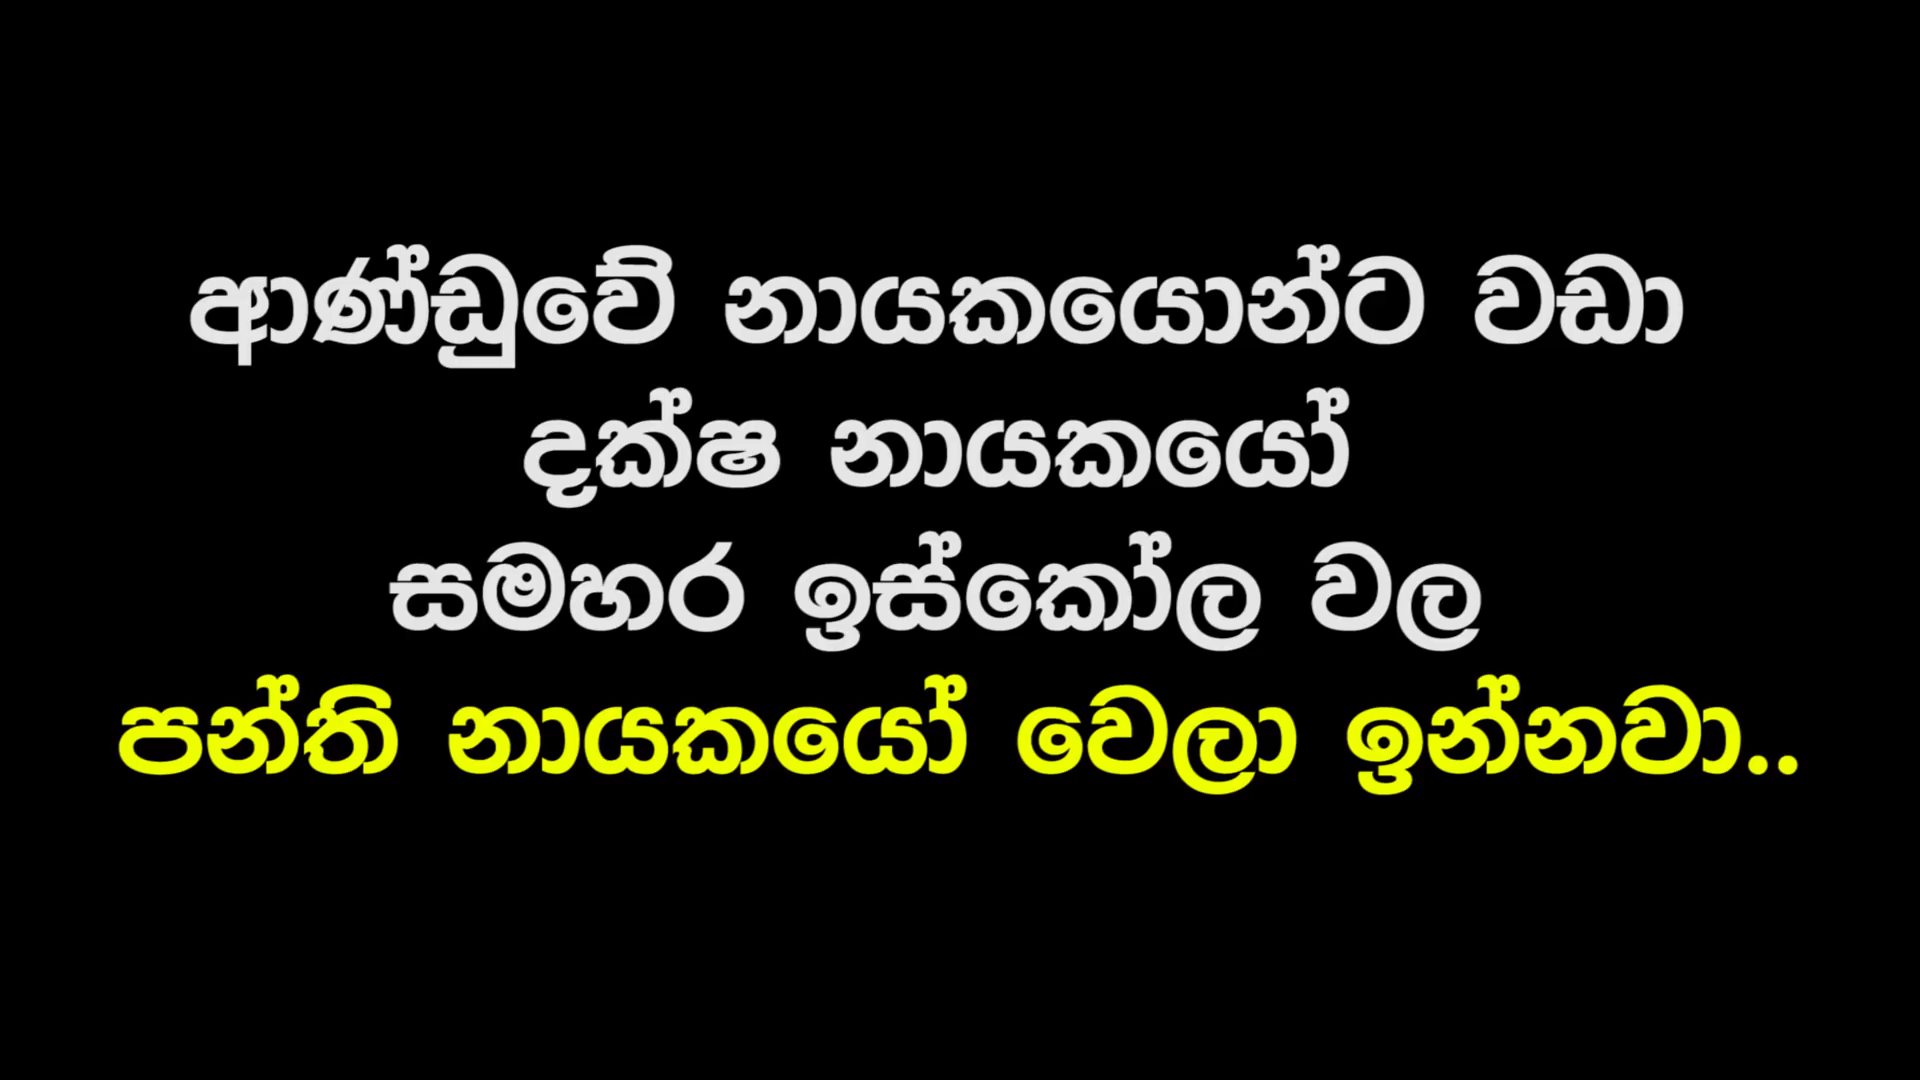 ආණ්ඩුවේ නායකයොන්ට වඩා
දක්ෂ නායකයෝ
සමහර ඉස්කෝල වල
පන්ති නායකයෝ වෙලා ඉන්නවා..